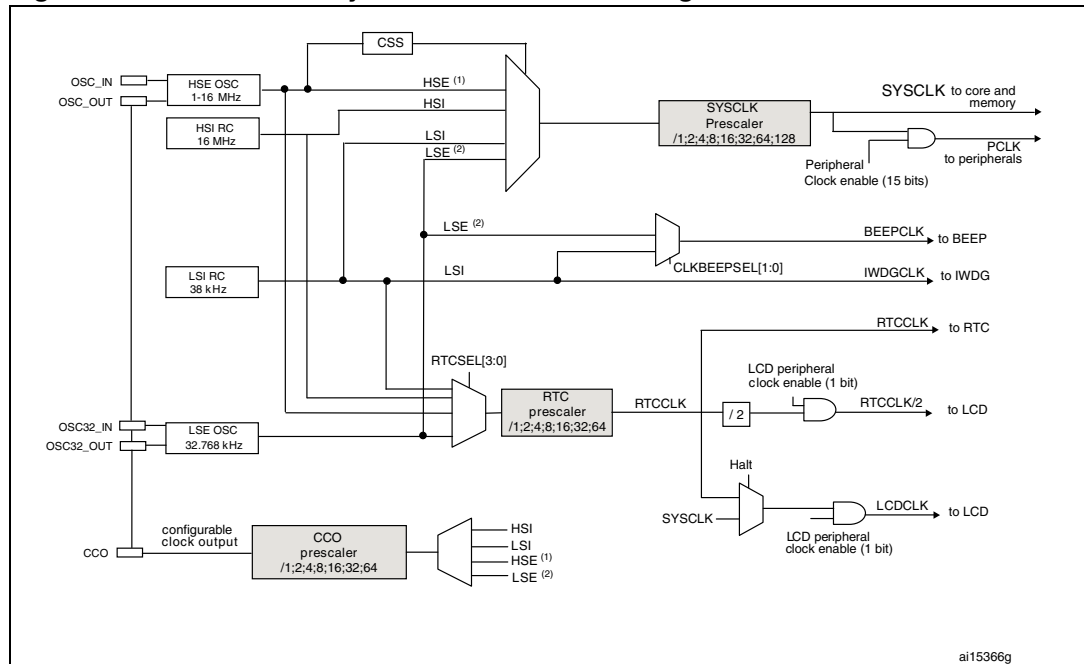 CSS
OSC_IN
OSC_OUT
HSE OSC
1-16 MHz
HSE (1)
HSI
HSI RC
16 MHz
LSI
LSE (2)
SYSCLK
Prescaler
/1;2;4;8;16;32;64;128
SYSCLK to core and
memory
PCLK
to peripherals
Peripheral
Clock enable (15 bits)
LSE (2)
BEEPCLK
to BEEP
CLKBEEPSEL[1:0]
LSI RC
38 kHz
LSI
IWDGCLK
to IWDG
RTCCLK
to RTC
RTCSEL[3:0]
LCD peripheral
clock enable (1 bit)
RTC
prescaler
/1;2;4;8;16;32;64
RTCCLK
/ 2
RTCCLK/2
to LCD
OSC32_IN
OSC32_OUT
LSE OSC
32.768 kHz
Halt
SYSCLK
LCDCLK
to LCD
LCD peripheral
clock enable (1 bit)
CCO
configurable
clock output
CCO
prescaler
/1;2;4;8;16;32;64
HSI
LSI
HSE (1)
LSE (2)
ai15366g